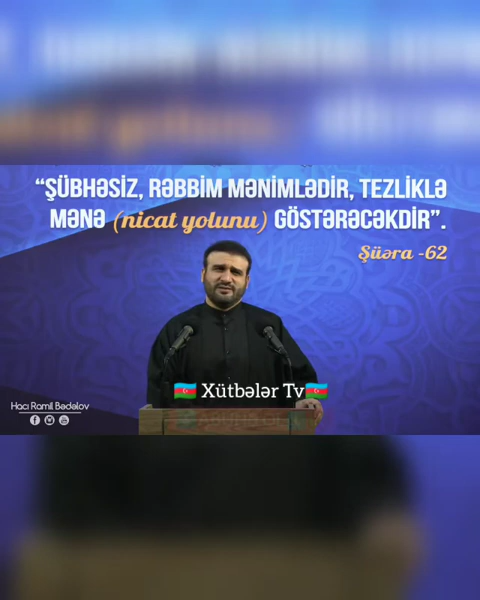 “ŞÜBHƏSİZ, RƏBBİM MƏNİMLƏDİR, TEZLİKLƏ
MƏNƏ (nicat yolunu) GÖSTƏRƏCƏKDİR”.
Şüəra -62
🇦🇿 Xütbələr Tv🇦🇿
Hacı Ramil Bədəlov